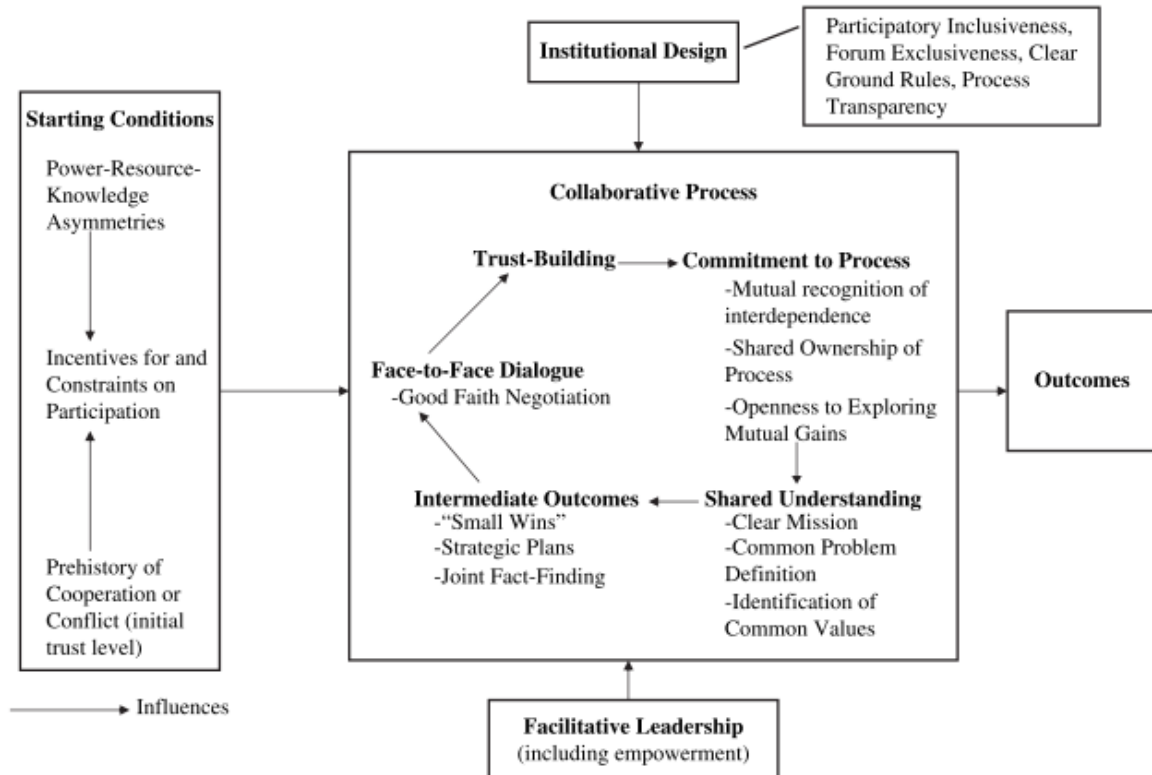 Institutional Design
Participatory Inclusiveness,
Forum Exclusiveness, Clear
Ground Rules, Process
Transparency
Starting Conditions
Power-Resource-
Knowledge
Asymmetries
Incentives for and
Constraints on
Participation
Prehistory of
Cooperation or
Conflict (initial
trust level)
Collaborative Process
Trust-Building
Commitment to Process
-Mutual recognition of
interdependence
-Shared Ownership of
Process
-Openness to Exploring
Mutual Gains
Face-to-Face Dialogue
-Good Faith Negotiation
Intermediate Outcomes
-“Small Wins”
-Strategic Plans
-Joint Fact-Finding
Shared Understanding
-Clear Mission
-Common Problem
Definition
-Identification of
Common Values
Outcomes
Influences
Facilitative Leadership
(including empowerment)